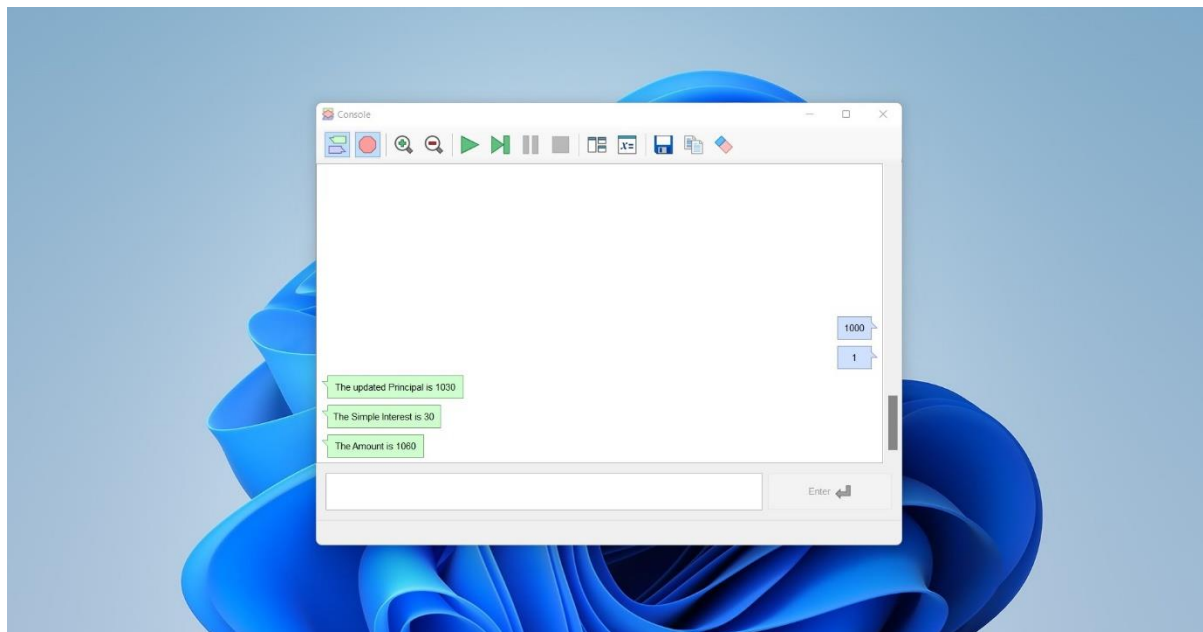 Console
x=
1000
1
The updated Principal is 1030
The Simple Interest is 30
The Amount is 1060
Enter